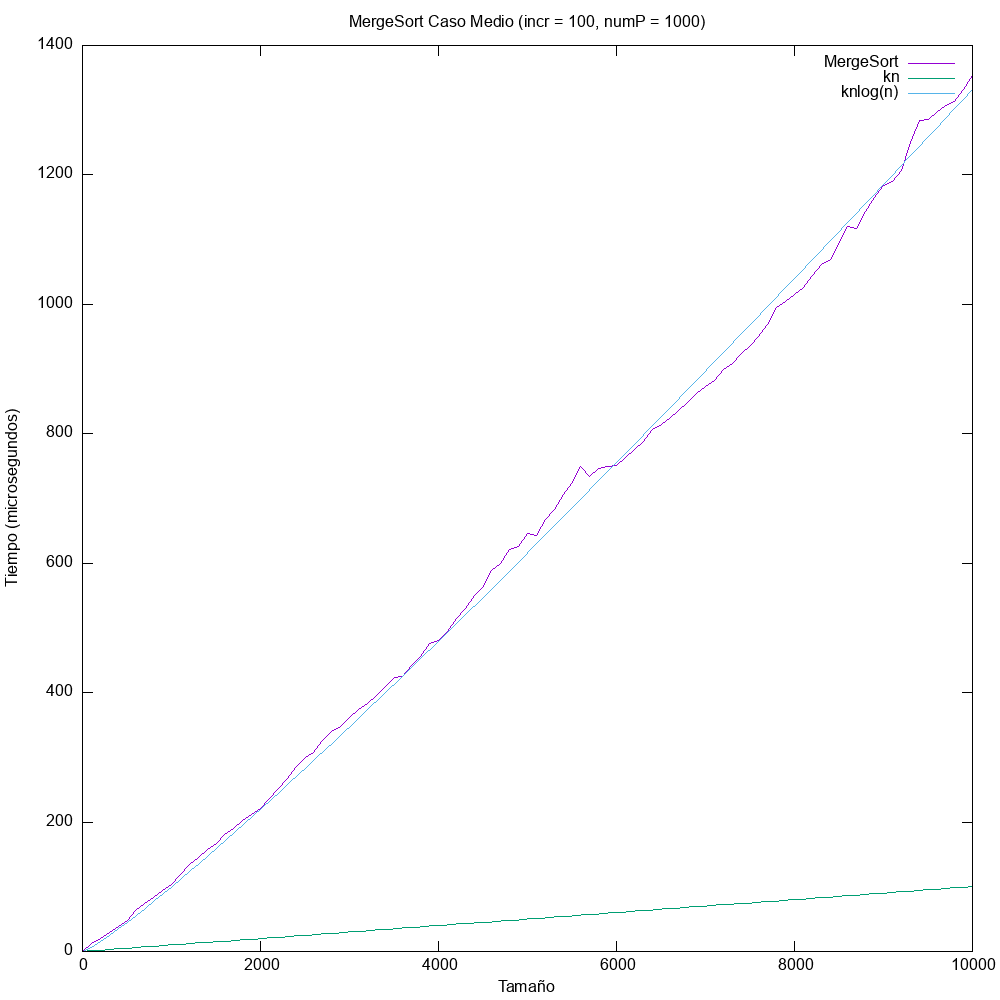 MergeSort Caso Medio (incr = 100, numP = 1000)
1400
1200
1000
800
600
400
200
0
MergeSort
kn
knlog(n)
Tiempo (microsegundos)
0
2000
4000
6000
8000
10000
Tamaño